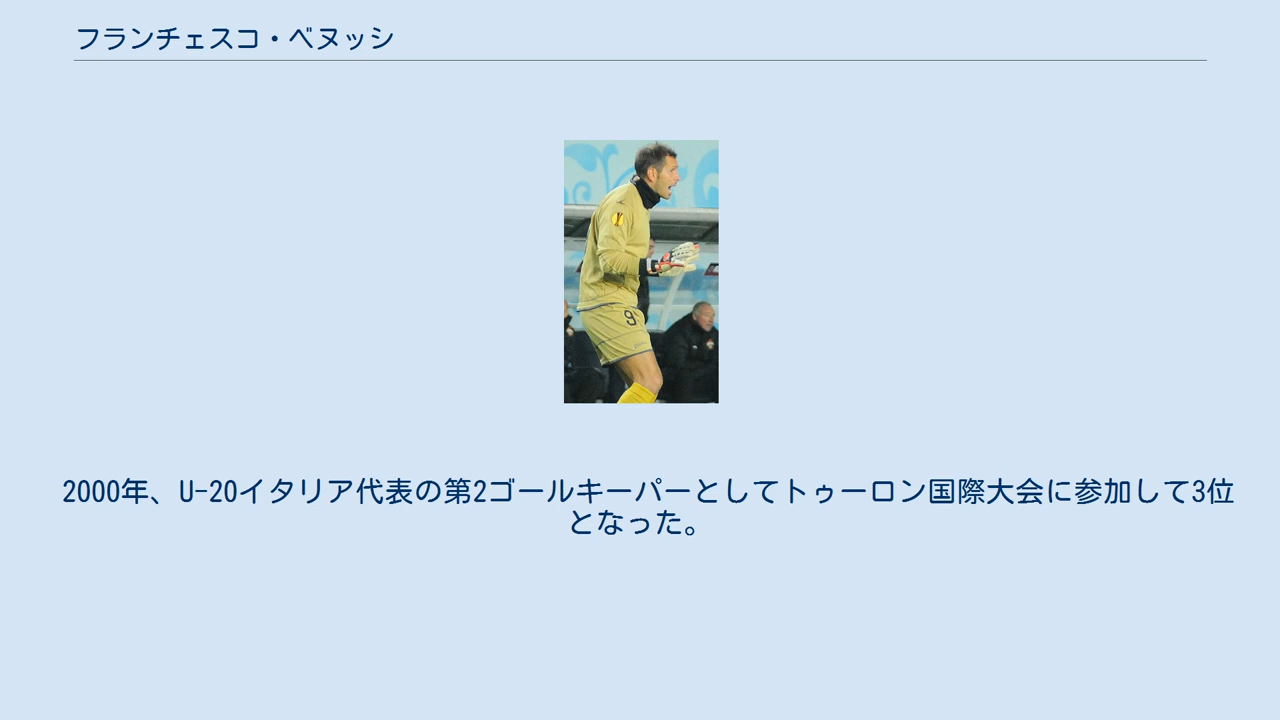 フランチェスコ・ベヌッシ
9
2000年、U-20イタリア代表の第2ゴールキーパーとしてトゥーロン国際大会に参加して3位
となった。